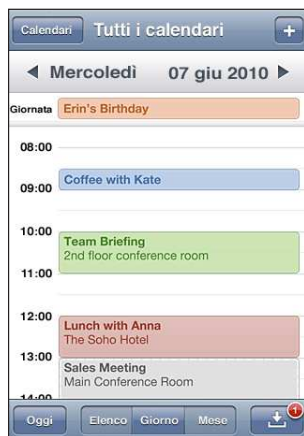 Calendari Tutti i calendari +
Mercoledì 07 giu 2010
Giornata Erin's Birthday
08:00
Coffee with Kate
09:00
10:00
Team Briefing
2nd floor conference room
11:00
12:00
Lunch with Anna
The Soho Hotel
13:00
Sales Meeting
Main Conference Room
14:00
Oggi Elenco Giorno Mese 1